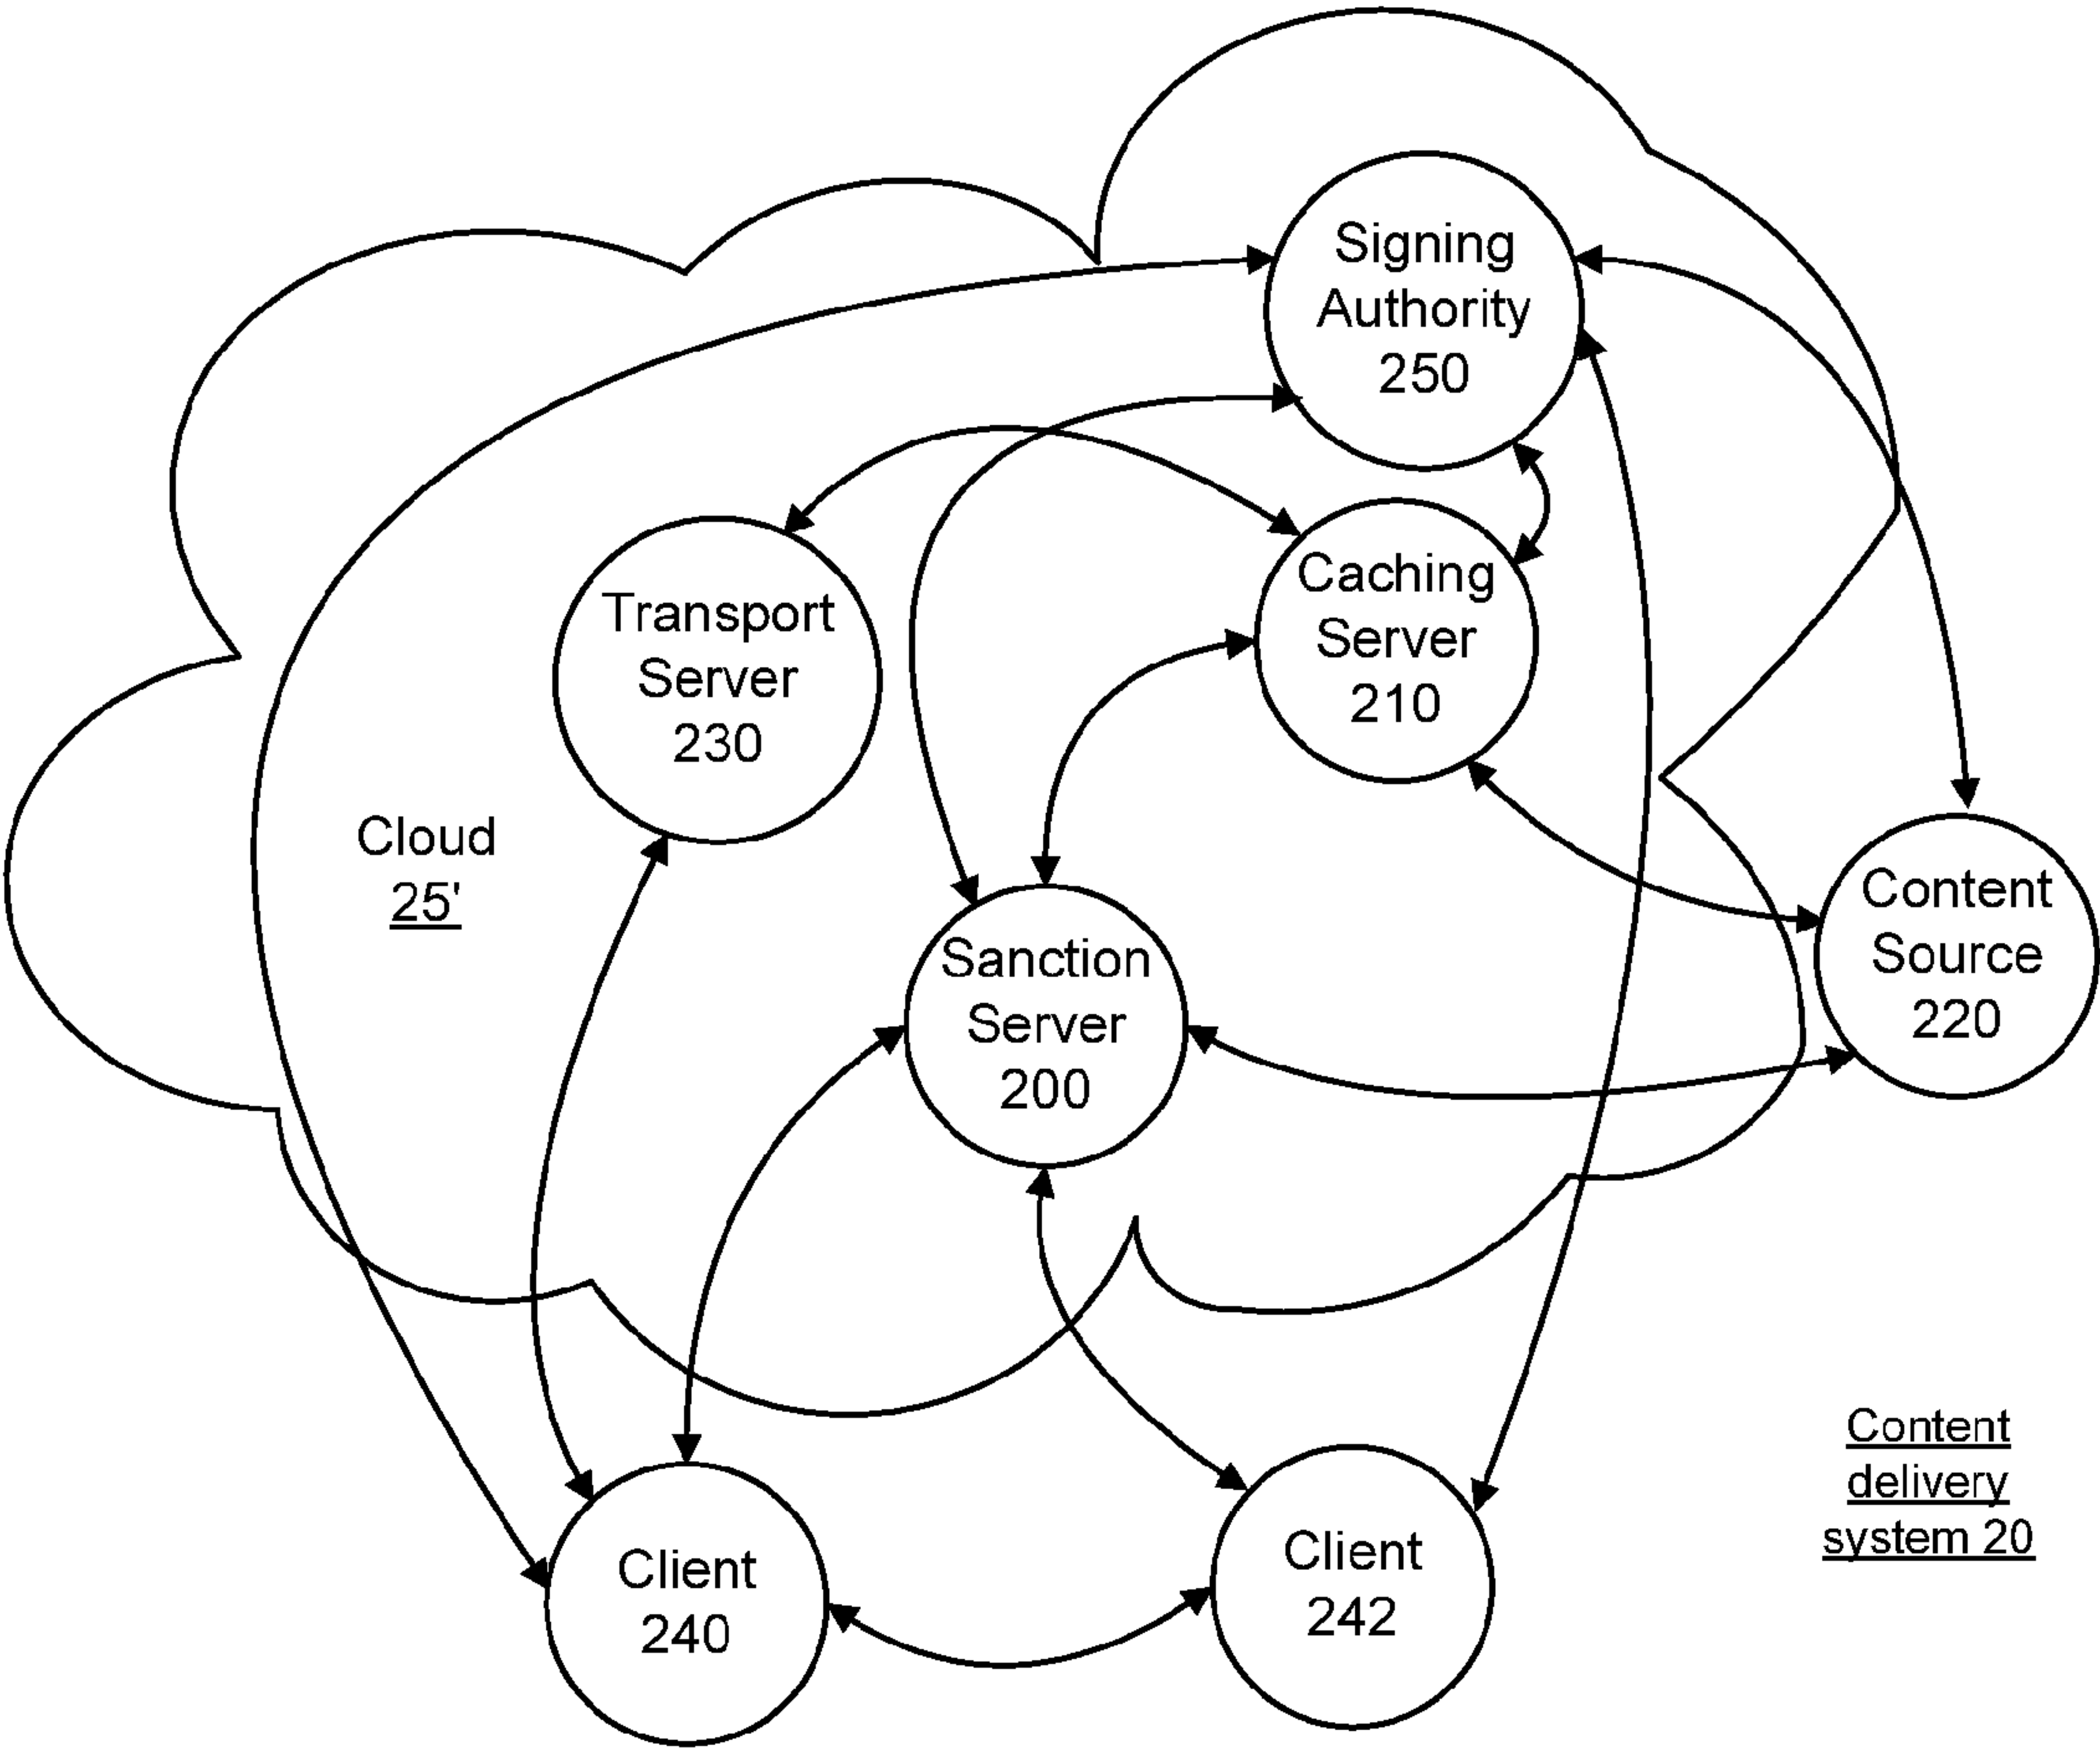 Signing
Authority
250
Caching
Server
210
Transport
Server
230
Cloud
25'
Content
Source
220
Sanction
Server
200
Content
delivery
system 20
Client
240
Client
242